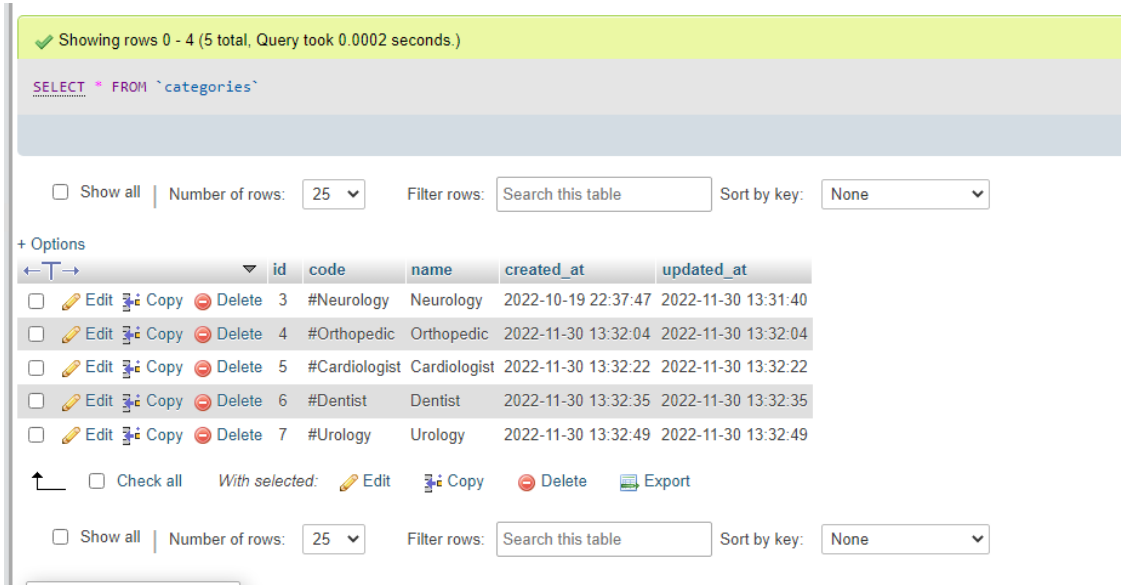 Showing rows 0 - 4 (5 total, Query took 0.0002 seconds.)
SELECT * FROM `categories`
Show all | Number of rows: 25 Filter rows: Search this table Sort by key: None
+ Options
←T→ id code name created_at updated_at
Edit Copy Delete 3 #Neurology Neurology 2022-10-19 22:37:47 2022-11-30 13:31:40
Edit Copy Delete 4 #Orthopedic Orthopedic 2022-11-30 13:32:04 2022-11-30 13:32:04
Edit Copy Delete 5 #Cardiologist Cardiologist 2022-11-30 13:32:22 2022-11-30 13:32:22
Edit Copy Delete 6 #Dentist Dentist 2022-11-30 13:32:35 2022-11-30 13:32:35
Edit Copy Delete 7 #Urology Urology 2022-11-30 13:32:49 2022-11-30 13:32:49
Check all With selected: Edit Copy Delete Export
Show all | Number of rows: 25 Filter rows: Search this table Sort by key: None